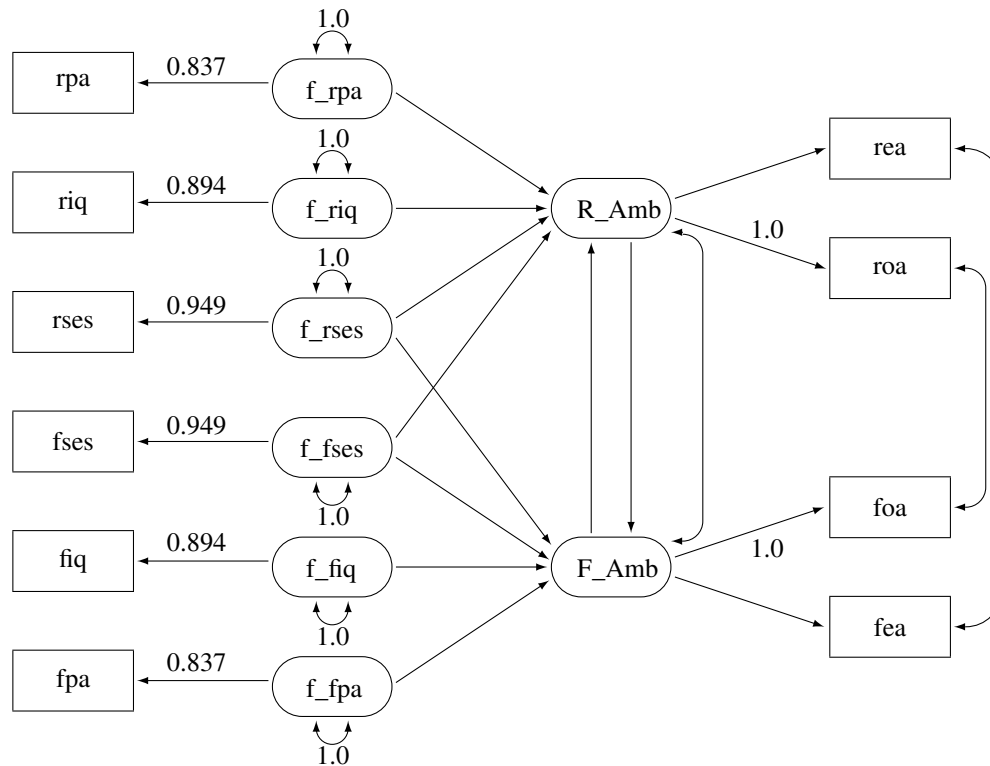 1.0
rpa
0.837
f_rpa
1.0
riq
0.894
f_riq
1.0
rses
0.949
f_rses
fses
0.949
f_fses
1.0
fiq
0.894
f_fiq
1.0
fpa
0.837
f_fpa
1.0
R_Amb
F_Amb
rea
1.0
roa
foa
1.0
fea